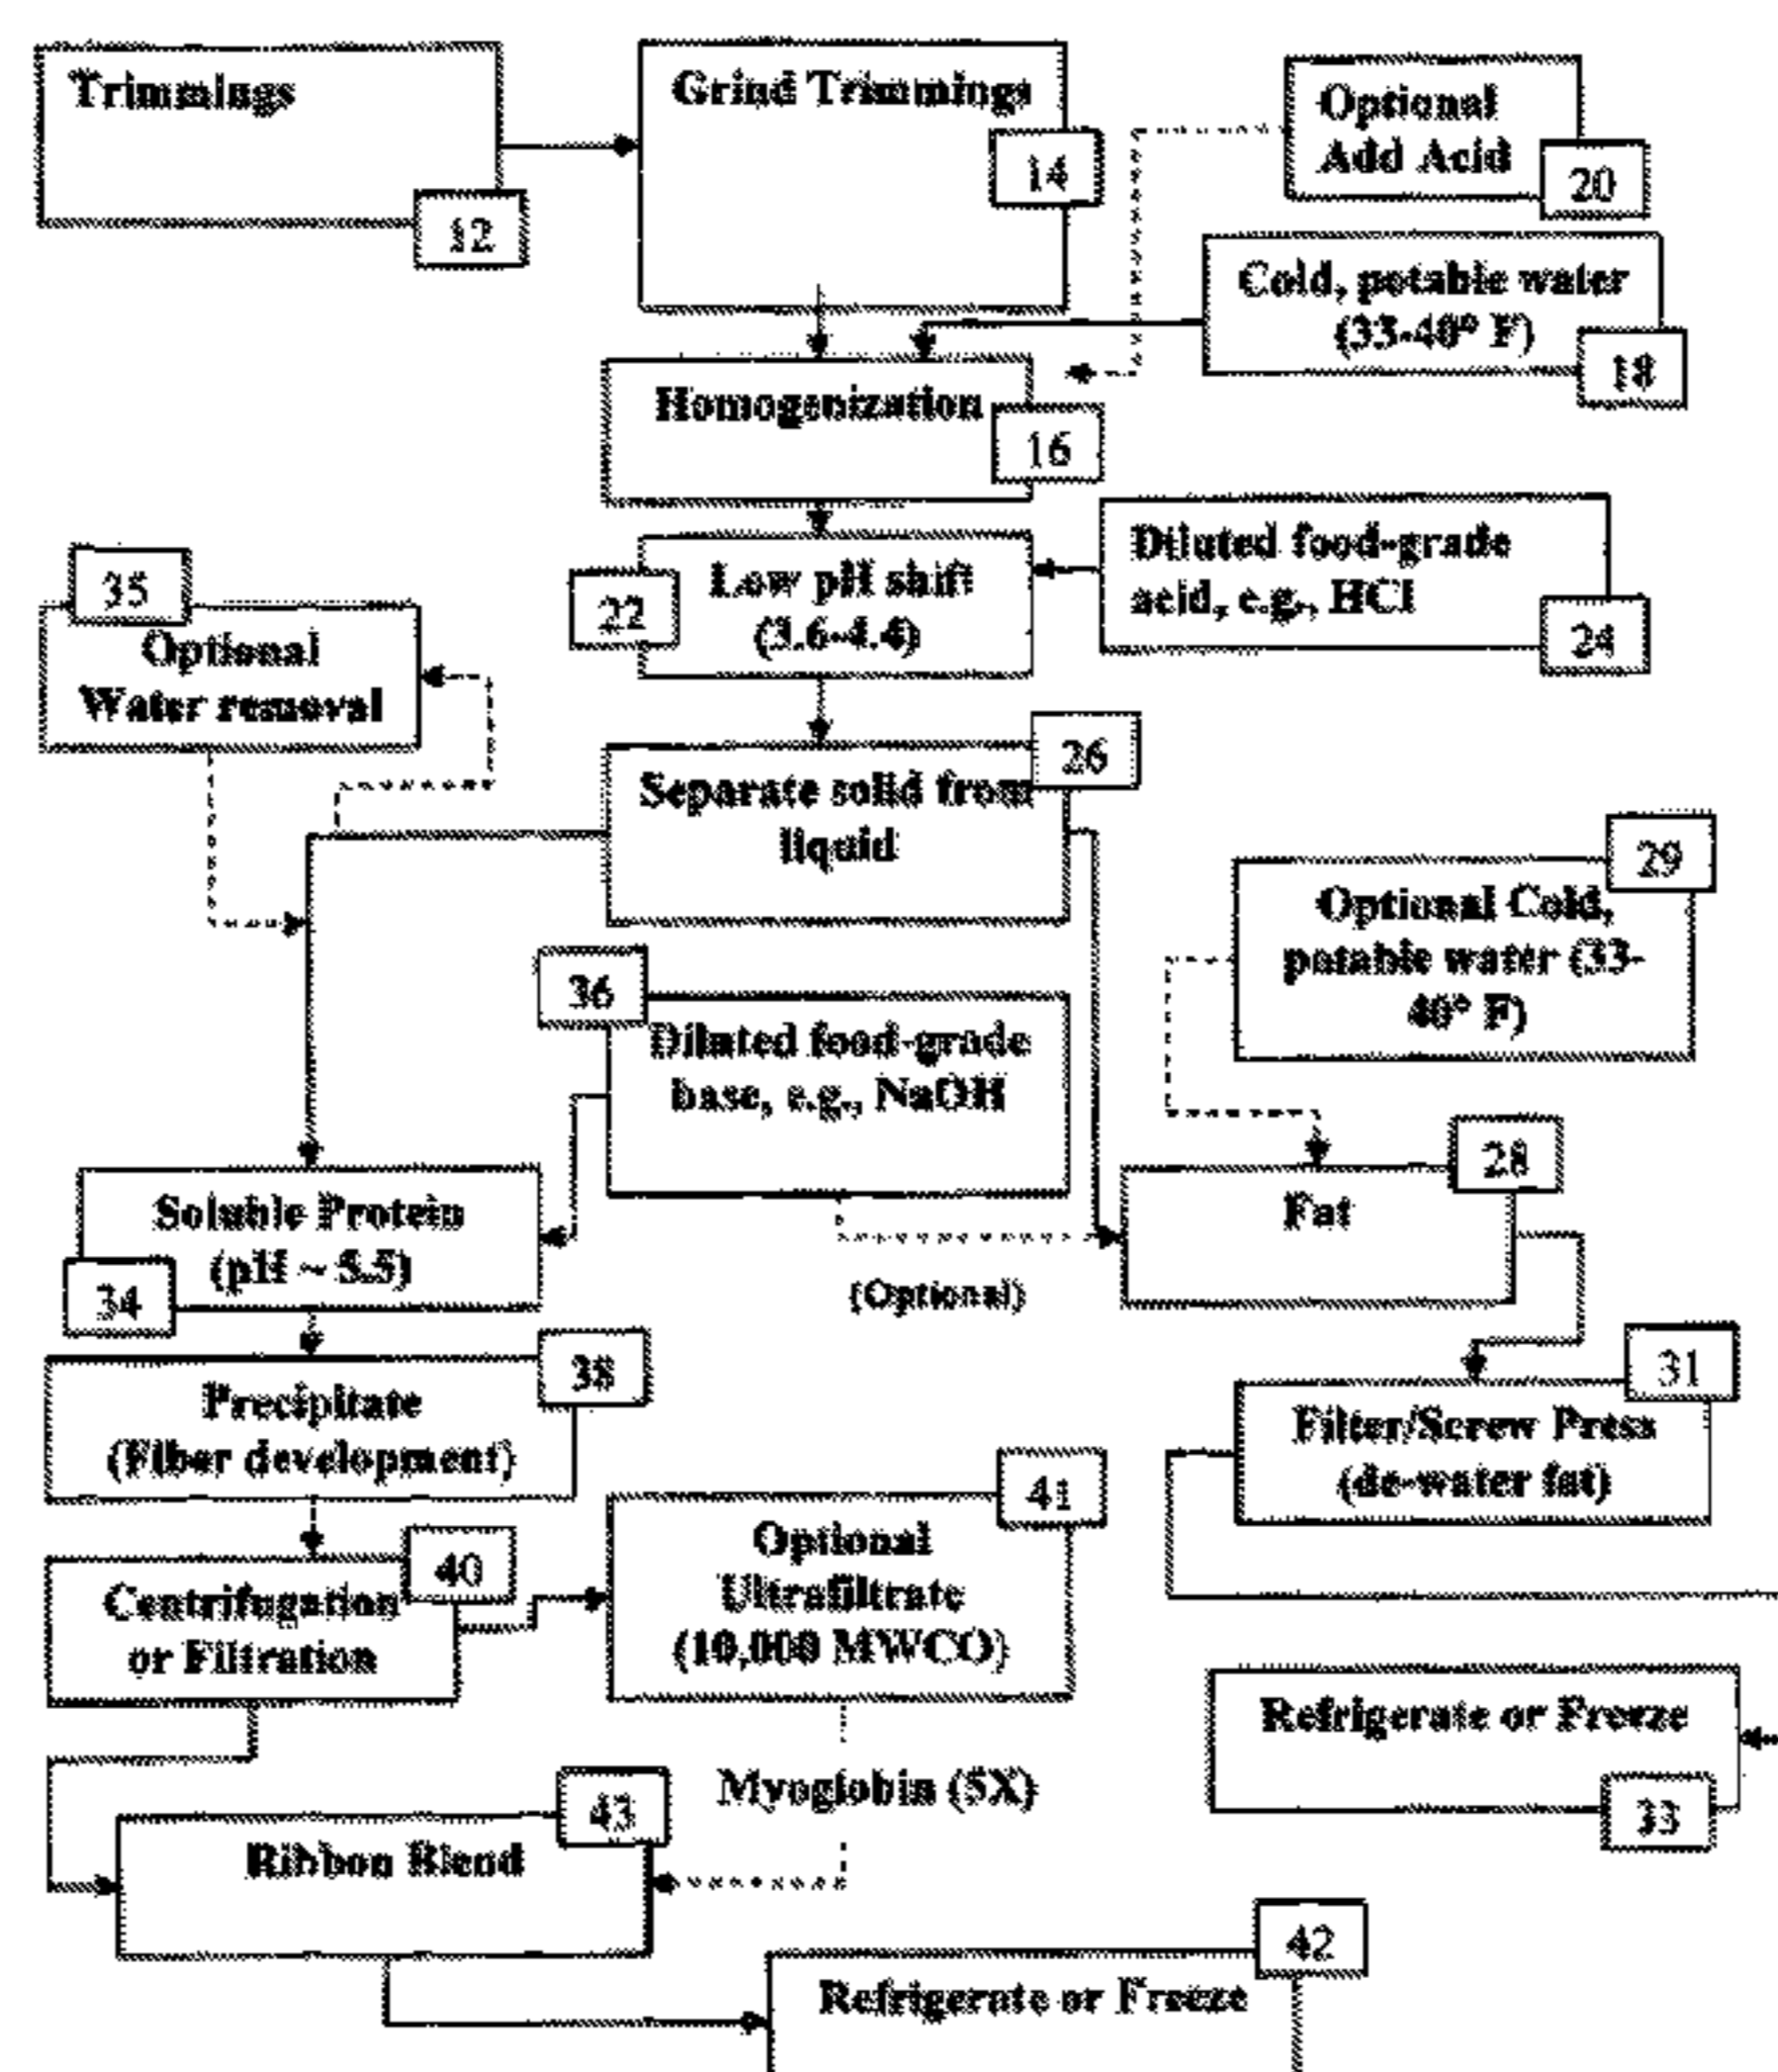 Trimmings
12
Grind Trimmings
14
Optional
Add Acid
20
Cold, potable water
(33-40° F)
18
Homogenization
16
Diluted food-grade
acid, e.g., HCl
24
Low pH shift
(3.6-4.4)
22
35
Optional
Water removal
26
Separate solid from
liquid
29
Optional Cold,
potable water (33-
40° F)
36
Diluted food-grade
base, e.g., NaOH
28
Fat
Soluble Protein
(pH ~ 5.5)
34
(Optional)
38
Precipitate
(Fiber development)
31
Filter/Screw Press
(de-water fat)
40
Centrifugation
or Filtration
41
Optional
Ultrafiltrate
(10,000 MWCO)
Refrigerate or Freeze
33
Myoglobin (5X)
43
Ribbon Blend
42
Refrigerate or Freeze